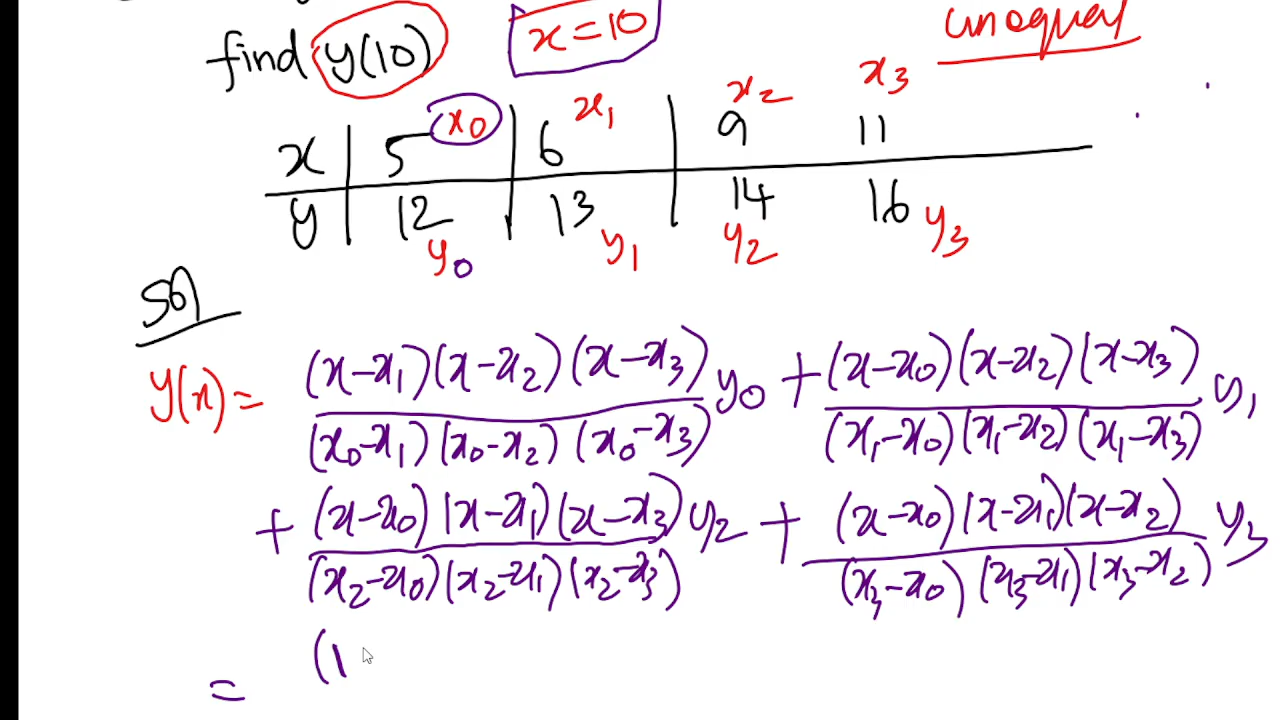 unequal
find y(10) x=10
x₀ x₁ x₂ x₃
x 5 6 9 11
y 12 13 14 16
y₀ y₁ y₂ y₃
Sol
y(x)= (x-x₁)(x-x₂)(x-x₃)/(x₀-x₁)(x₀-x₂)(x₀-x₃) y₀ + (x-x₀)(x-x₂)(x-x₃)/(x₁-x₀)(x₁-x₂)(x₁-x₃) y₁
+ (x-x₀)(x-x₁)(x-x₃)/(x₂-x₀)(x₂-x₁)(x₂-x₃) y₂ + (x-x₀)(x-x₁)(x-x₂)/(x₃-x₀)(x₃-x₁)(x₃-x₂) y₃
= (1